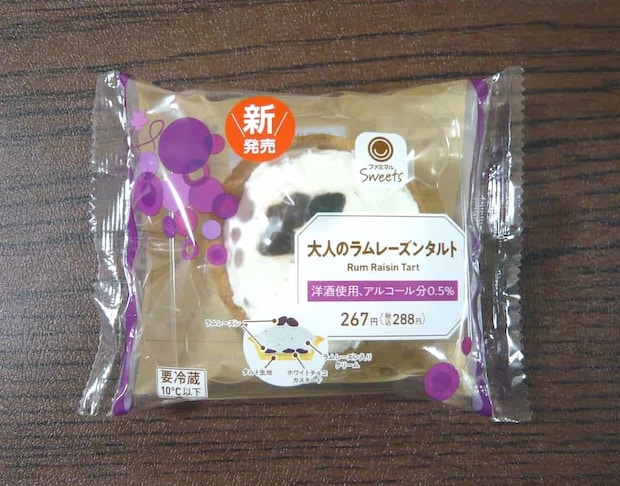 新
発売
ファミマル
Sweets
大人のラムレーズンタルト
Rum Raisin Tart
洋酒使用、アルコール分0.5%
267円(税込288円)
ラムレーズン
ラムレーズン入り
クリーム
タルト生地
ホワイトチョコ
カスタード
要冷蔵
10℃以下